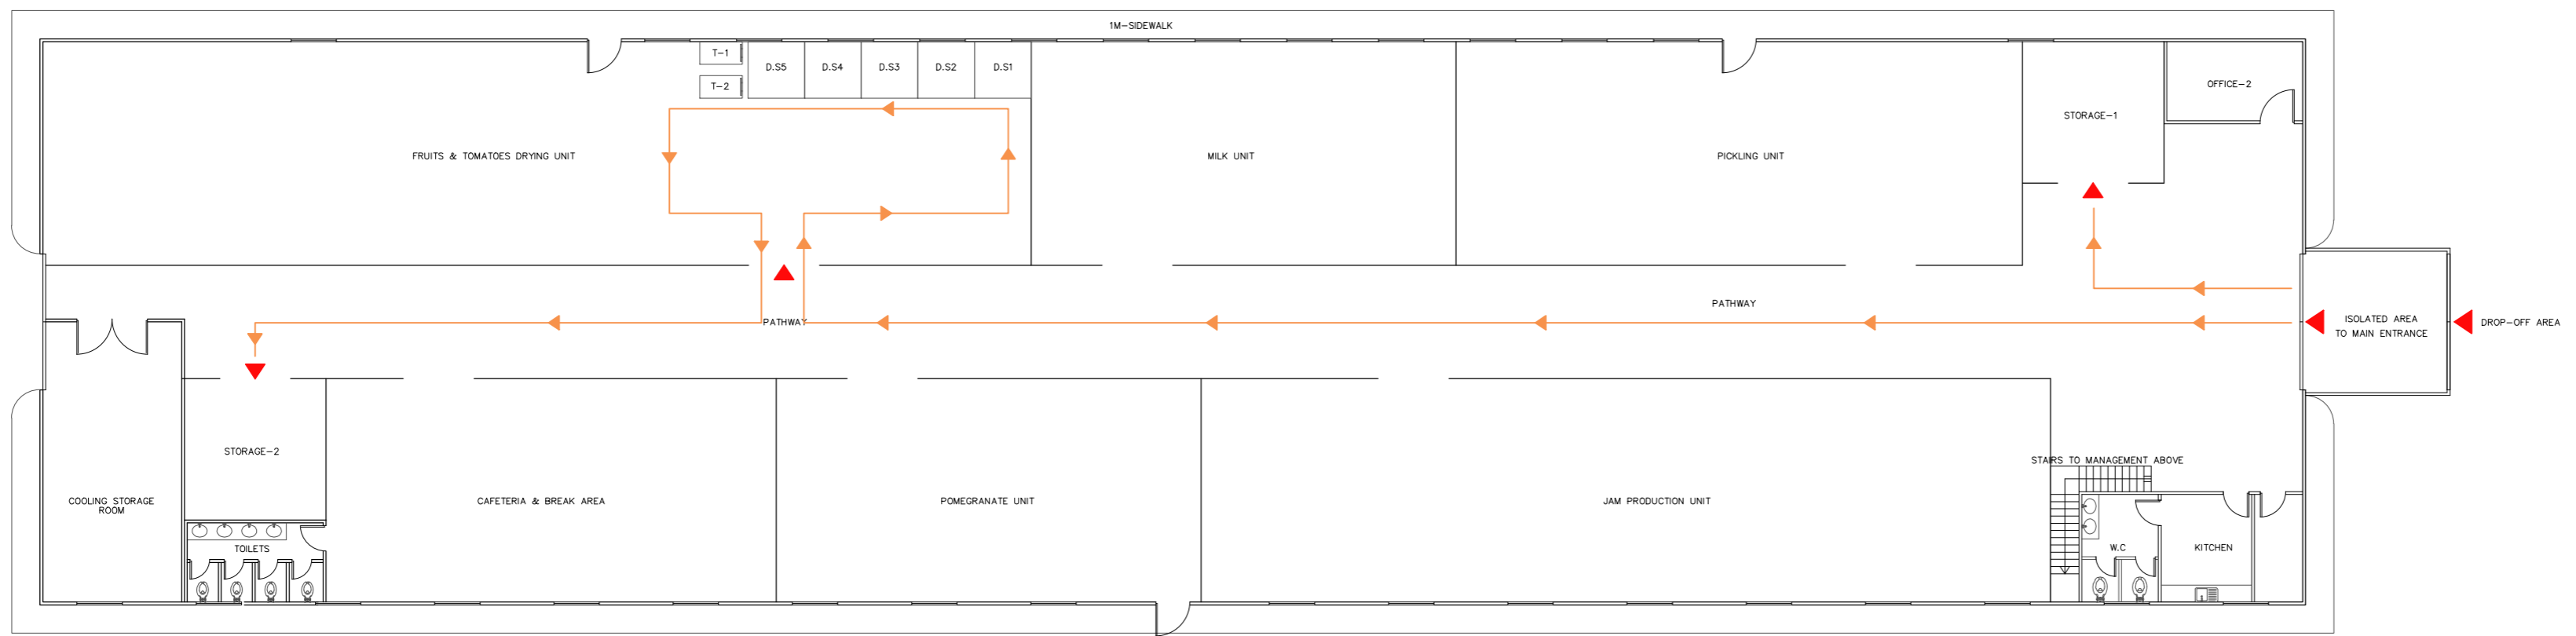 1M-SIDEWALK
T-1
T-2
D.S5
D.S4
D.S3
D.S2
D.S1
OFFICE-2
STORAGE-1
FRUITS & TOMATOES DRYING UNIT
MILK UNIT
PICKLING UNIT
PATHWAY
PATHWAY
ISOLATED AREA
TO MAIN ENTRANCE
DROP-OFF AREA
STORAGE-2
STAIRS TO MANAGEMENT ABOVE
COOLING STORAGE
ROOM
CAFETERIA & BREAK AREA
POMEGRANATE UNIT
JAM PRODUCTION UNIT
TOILETS
W.C
KITCHEN